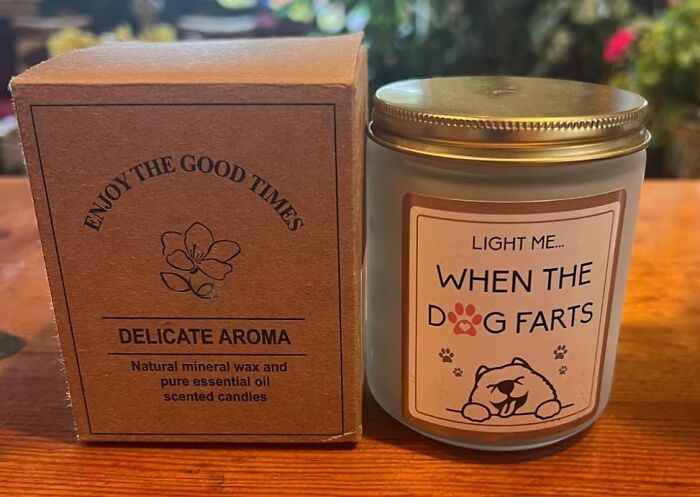 ENJOY THE GOOD TIMES
DELICATE AROMA
Natural mineral wax and
pure essential oil
scented candles
LIGHT ME...
WHEN THE
DOG FARTS